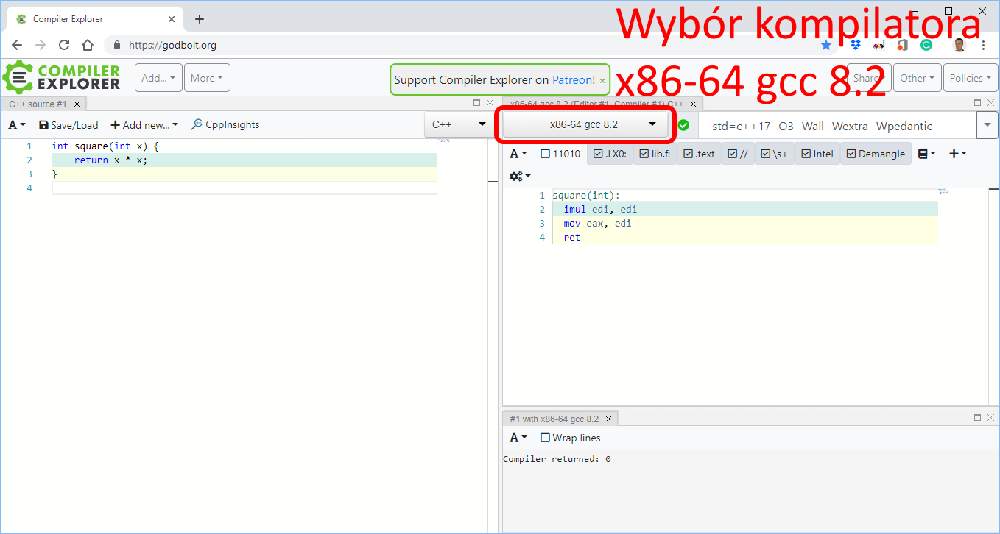 Compiler Explorer
Wybór kompilatora
https://godbolt.org
COMPILER
EXPLORER
Add...
More
Support Compiler Explorer on Patreon! ×
x86-64 gcc 8.2
Share
Other
Policies
C++ source #1
x86-64 gcc 8.2 (Editor #1, Compiler #1) C++
A
Save/Load
Add new...
CppInsights
C++
x86-64 gcc 8.2
-std=c++17 -O3 -Wall -Wextra -Wpedantic
1 int square(int x) {
2     return x * x;
3 }
4
A
11010
.LX0:
lib.f:
.text
//
\s+
Intel
Demangle
1 square(int):
2   imul edi, edi
3   mov eax, edi
4   ret
#1 with x86-64 gcc 8.2
A
Wrap lines
Compiler returned: 0